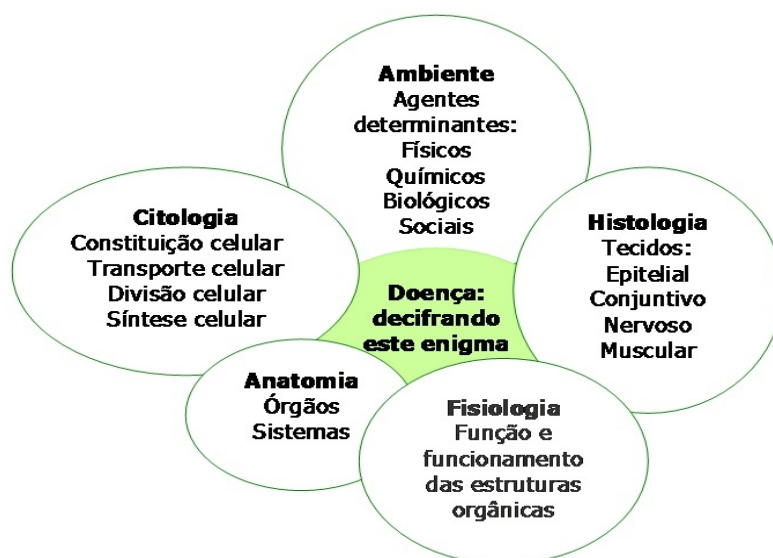 Ambiente
Agentes
determinantes:
Físicos
Químicos
Biológicos
Sociais
Citologia
Constituição celular
Transporte celular
Divisão celular
Síntese celular
Histologia
Tecidos:
Epitelial
Conjuntivo
Nervoso
Muscular
Doença:
decifrando
este enigma
Anatomia
Órgãos
Sistemas
Fisiologia
Função e
funcionamento
das estruturas
orgânicas